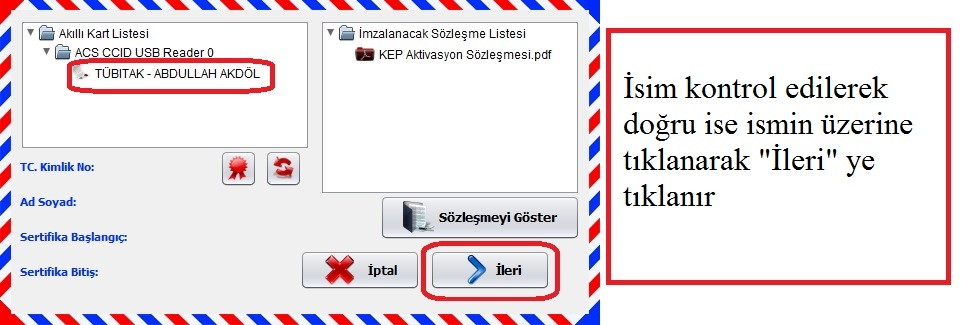 Akıllı Kart Listesi
ACS CCID USB Reader 0
TÜBİTAK - ABDULLAH AKDÖL
İmzalanacak Sözleşme Listesi
KEP Aktivasyon Sözleşmesi.pdf
TC. Kimlik No:
Ad Soyad:
Sertifika Başlangıç:
Sertifika Bitiş:
Sözleşmeyi Göster
İptal
İleri
İsim kontrol edilerek
doğru ise ismin üzerine
tıklanarak "İleri" ye
tıklanır